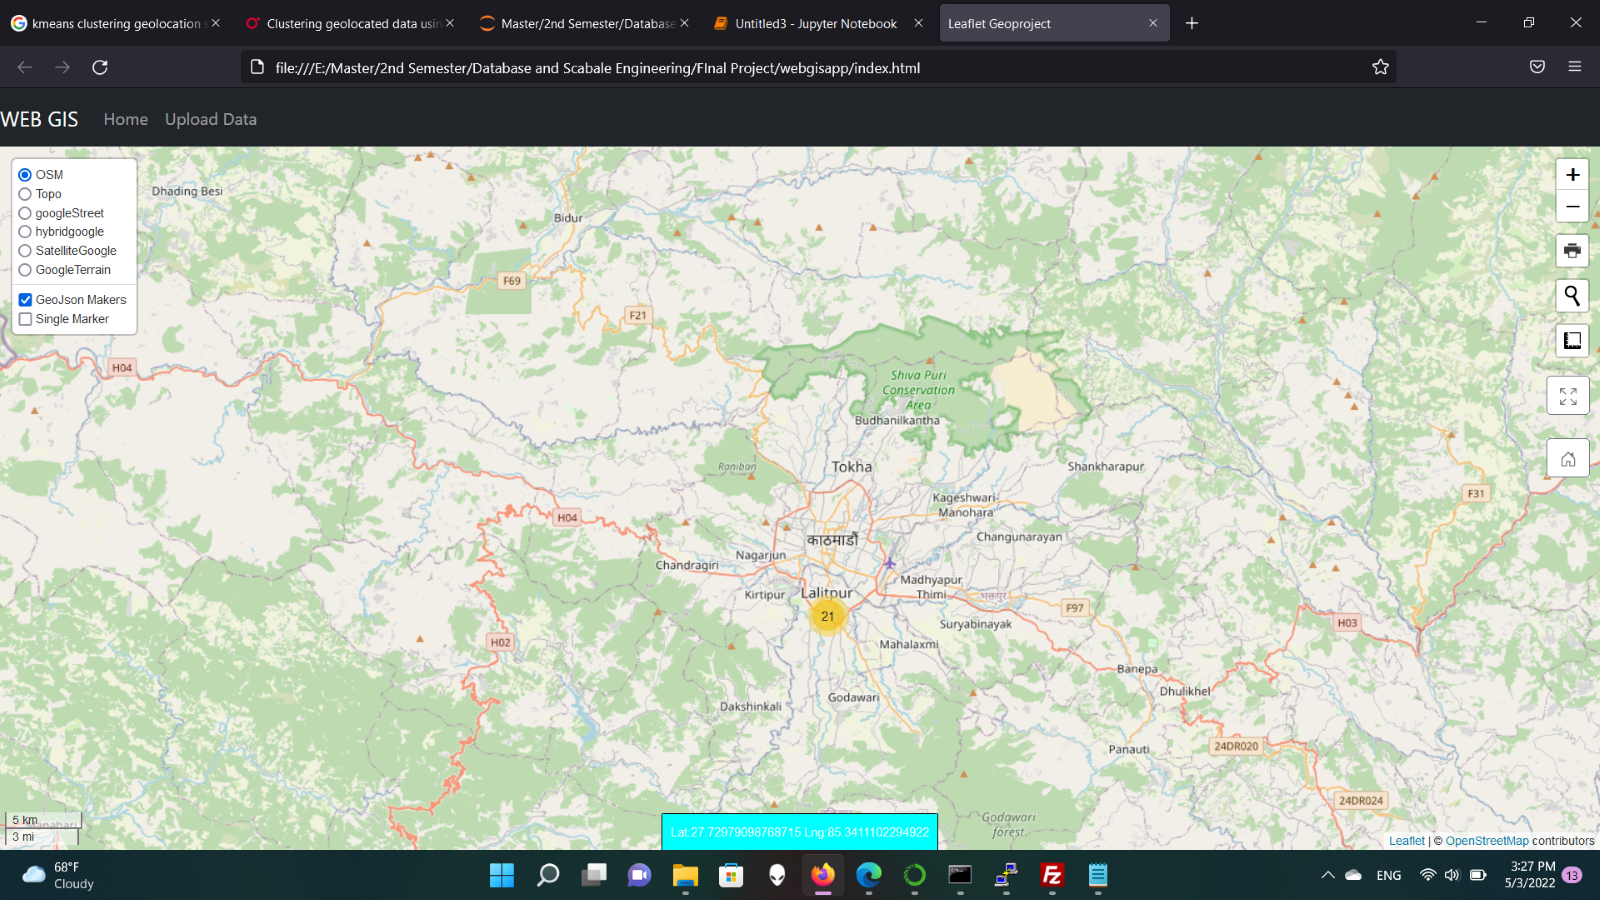 kmeans clustering geolocation
Clustering geolocated data usin
Master/2nd Semester/Database
Untitled3 - Jupyter Notebook
Leaflet Geoproject
file:///E:/Master/2nd Semester/Database and Scabale Engineering/FInal Project/webgisapp/index.html
WEB GIS
Home
Upload Data
OSM
Topo
googleStreet
hybridgoogle
SatelliteGoogle
GoogleTerrain
GeoJson Makers
Single Marker
Dhading Besi
Bidur
F69
F21
H04
Shiva Puri
Conservation
Area
Budhanilkantha
Raniban
Tokha
Shankharapur
Kageshwari-
Manohara
F31
H04
काठमाडौं
Changunarayan
Nagarjun
Chandragiri
Madhyapur
Thimi
Kirtipur
Lalitpur
भक्तपुर
F97
21
Suryabinayak
H03
H02
Mahalaxmi
Banepa
Dhulikhel
Godawari
Dakshinkali
Panauti
24DR020
24DR024
Godawari
forest
5 km
Manahari
3 mi
Lat:27.72979098768715 Lng:85.3411102294922
Leaflet | © OpenStreetMap contributors
68°F
Cloudy
ENG
3:27 PM
5/3/2022
13